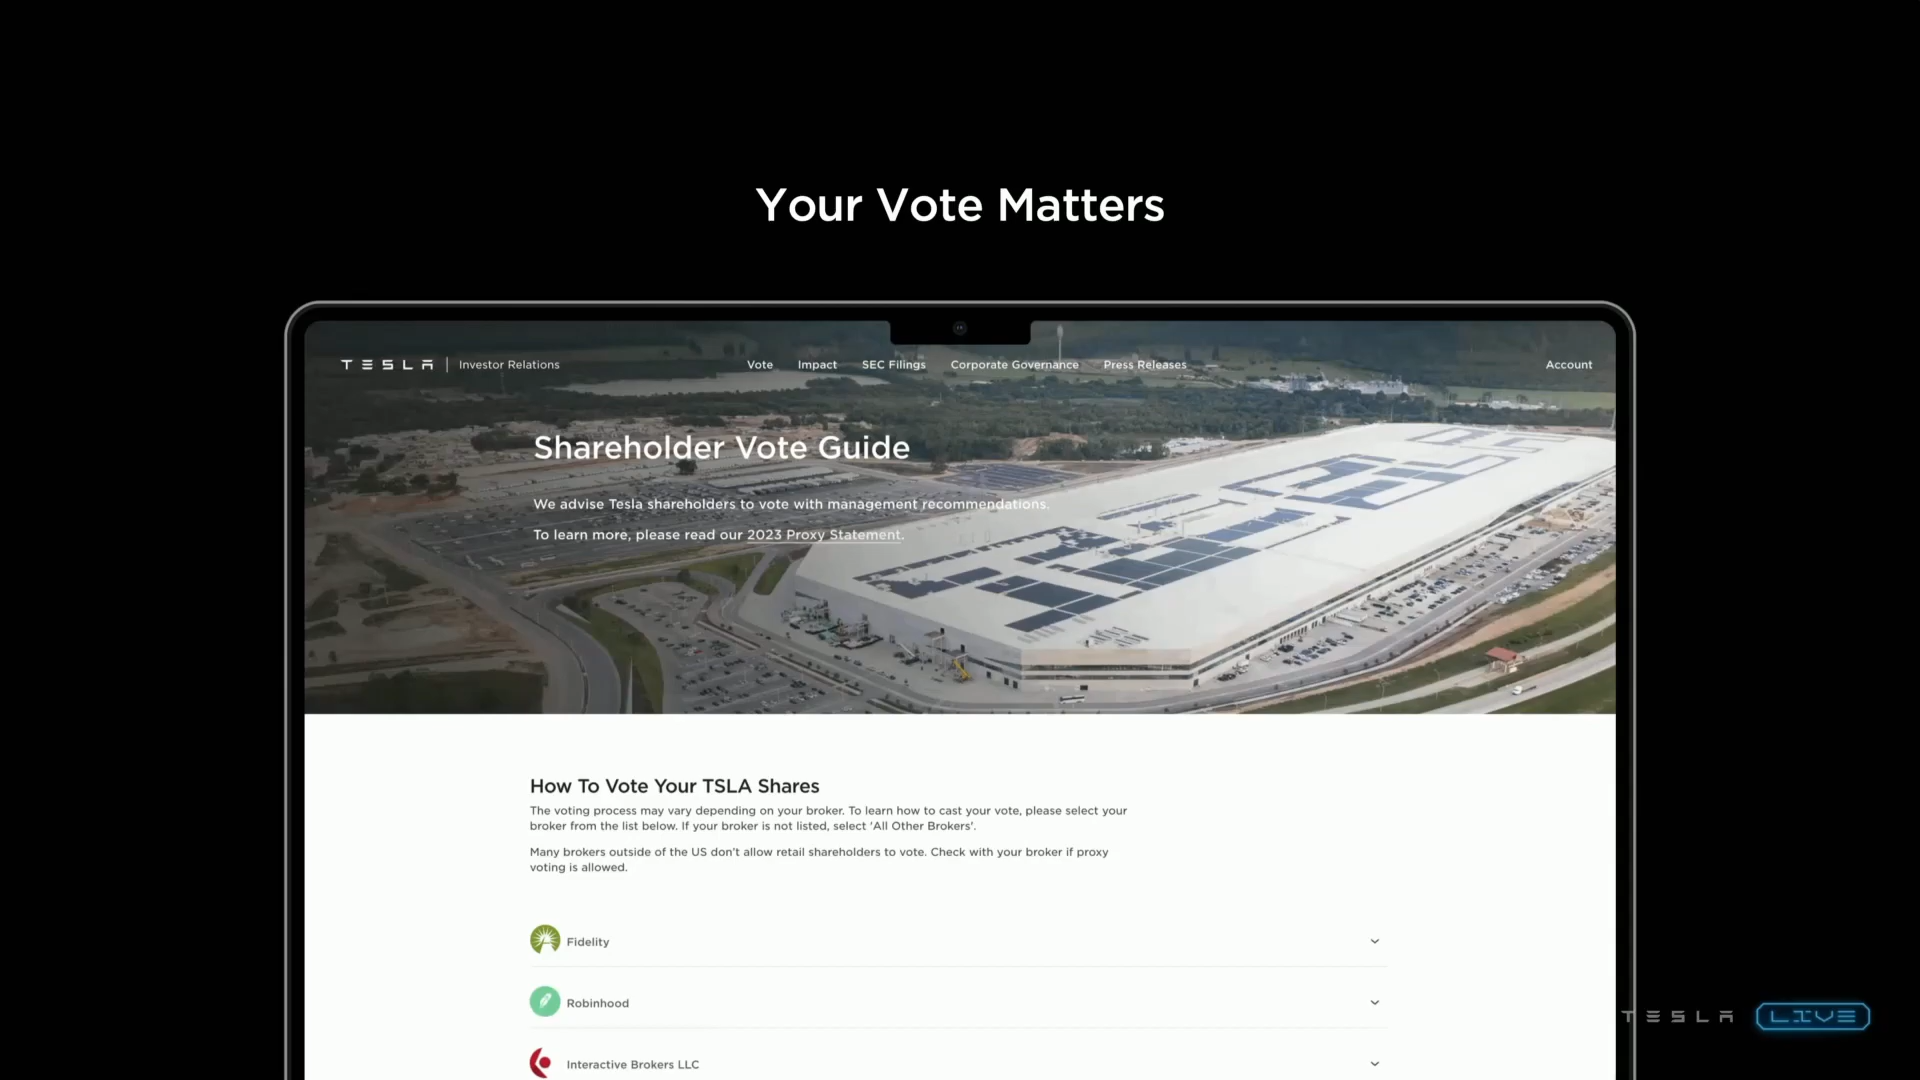 Your Vote Matters
TESLA | Investor Relations
Vote Impact SEC Filings Corporate Governance Press Releases
Account
Shareholder Vote Guide
We advise Tesla shareholders to vote with management recommendations.
To learn more, please read our 2023 Proxy Statement.
How To Vote Your TSLA Shares
The voting process may vary depending on your broker. To learn how to cast your vote, please select your
broker from the list below. If your broker is not listed, select 'All Other Brokers'.
Many brokers outside of the US don't allow retail shareholders to vote. Check with your broker if proxy
voting is allowed.
Fidelity
Robinhood
Interactive Brokers LLC
TESLA LIVE